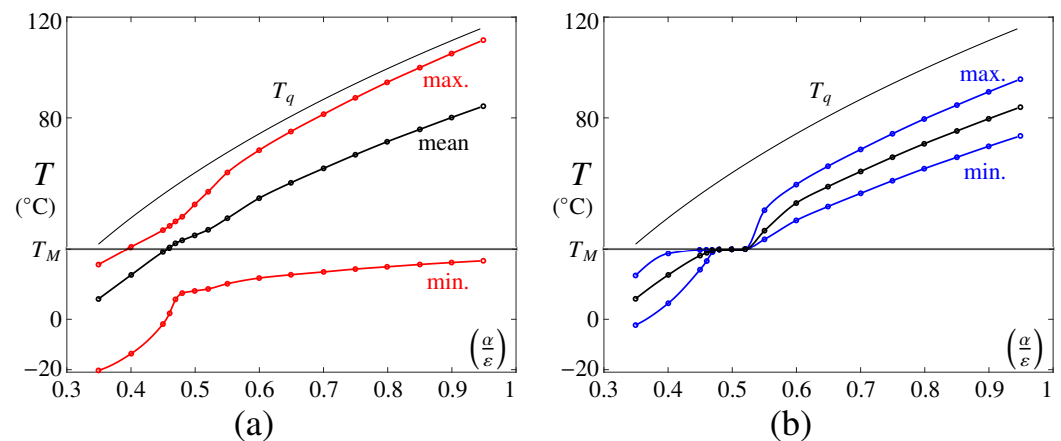 120
T_q
max.
80
mean
T
(°C)
T_M
min.
0
(α/ε)
−20
0.3 0.4 0.5 0.6 0.7 0.8 0.9 1
(a)
120
T_q
max.
80
min.
T
(°C)
T_M
0
(α/ε)
−20
0.3 0.4 0.5 0.6 0.7 0.8 0.9 1
(b)